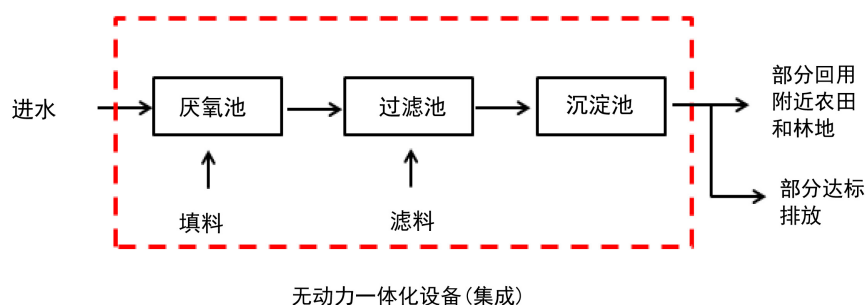 进水
厌氧池
过滤池
沉淀池
部分回用
附近农田
和林地
填料
滤料
部分达标
排放
无动力一体化设备(集成)